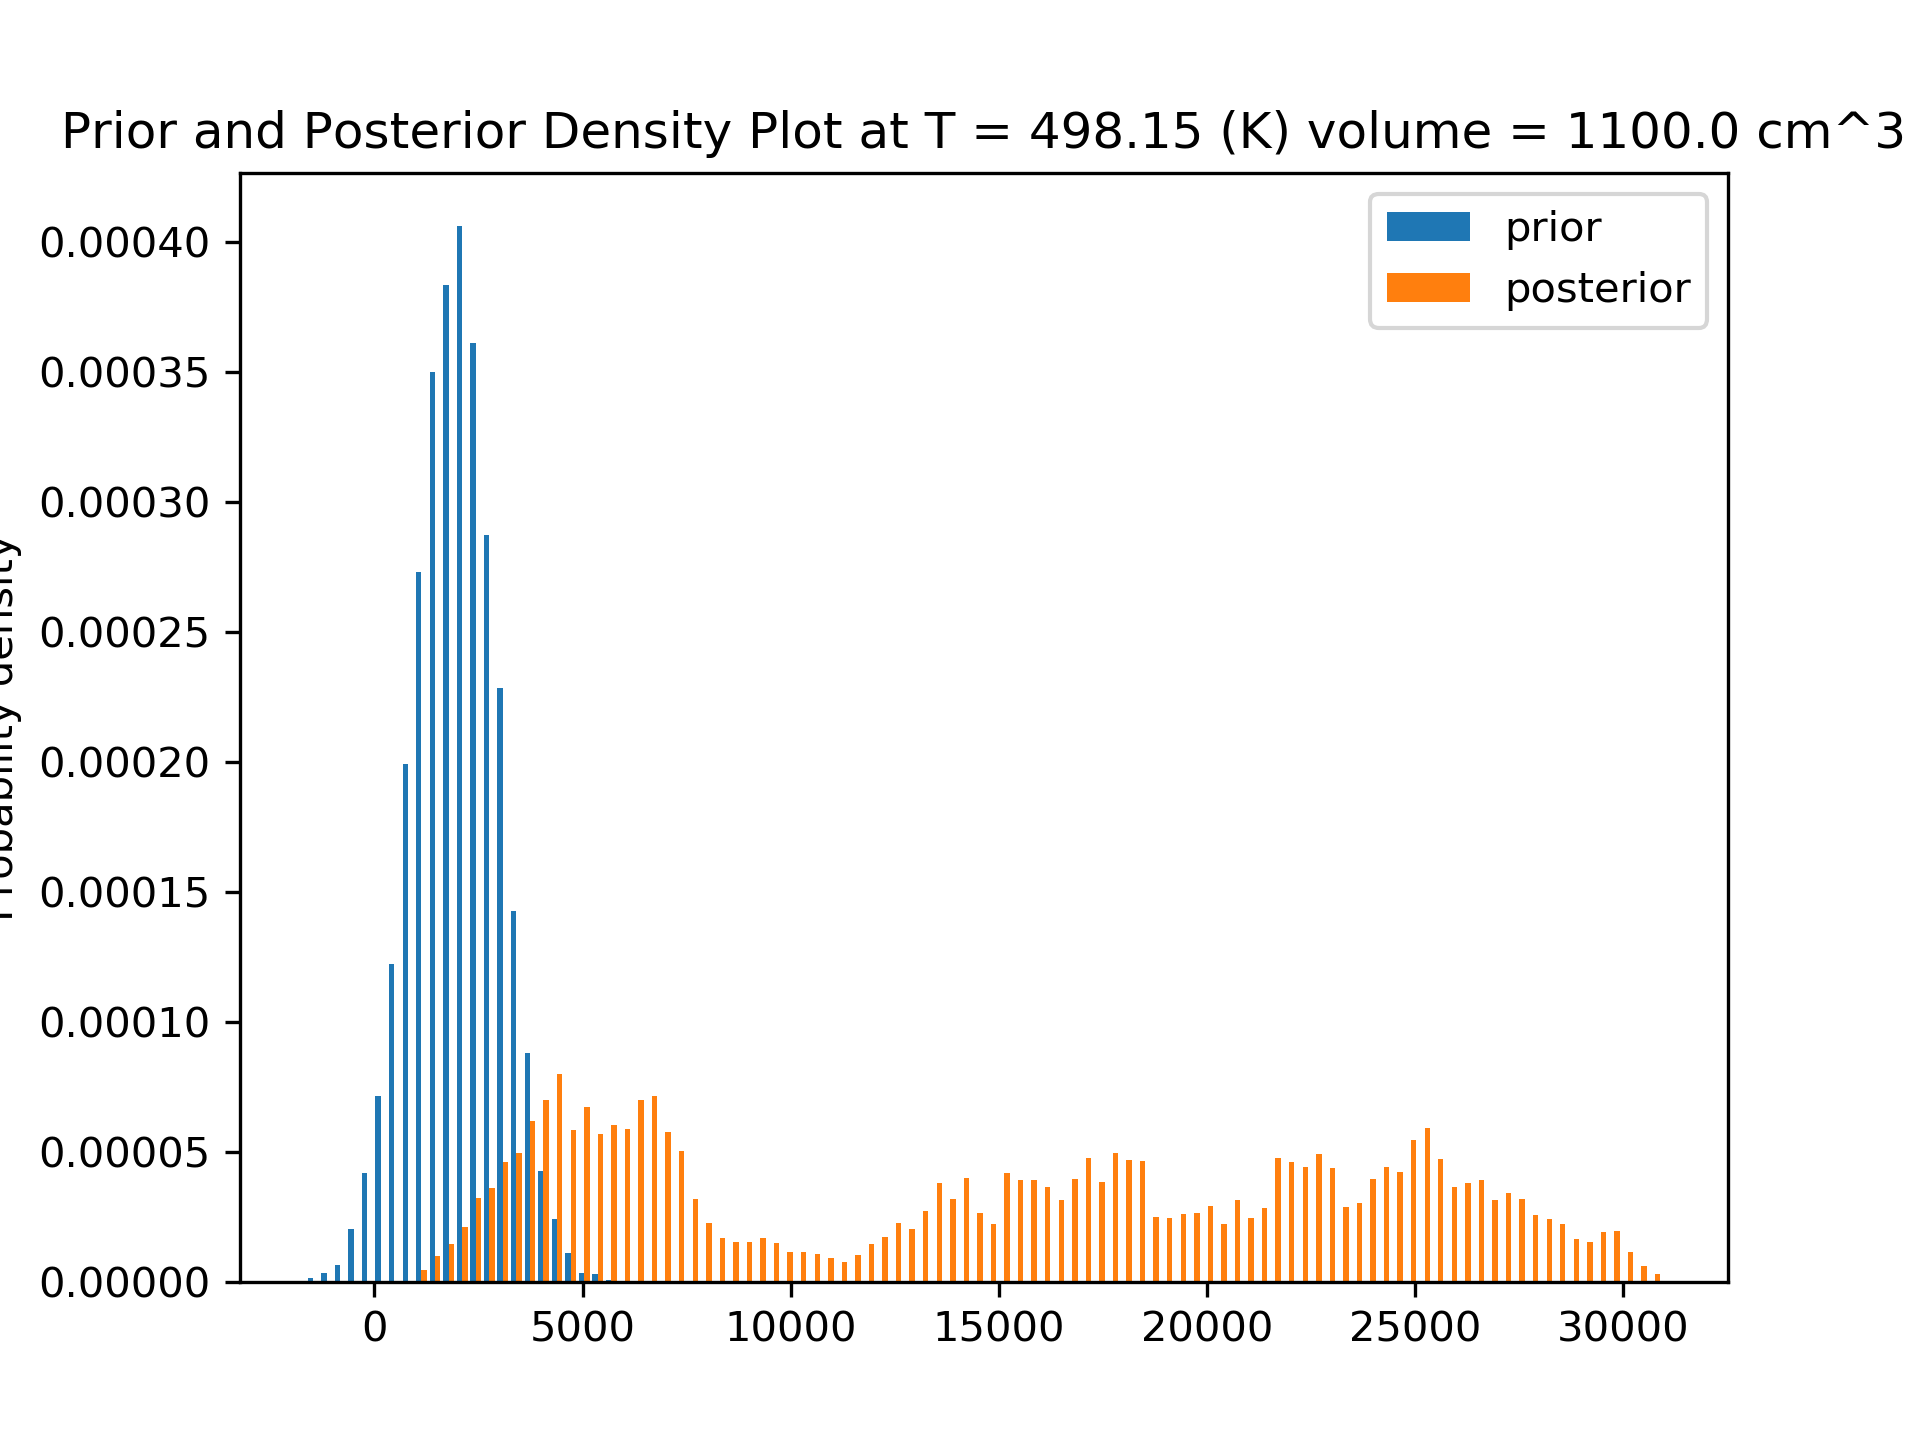 Prior and Posterior Density Plot at T = 498.15 (K) volume = 1100.0 cm^3
prior
posterior
0.00040
0.00035
0.00030
0.00025
0.00020
0.00015
0.00010
0.00005
0.00000
Probability density
0 5000 10000 15000 20000 25000 30000